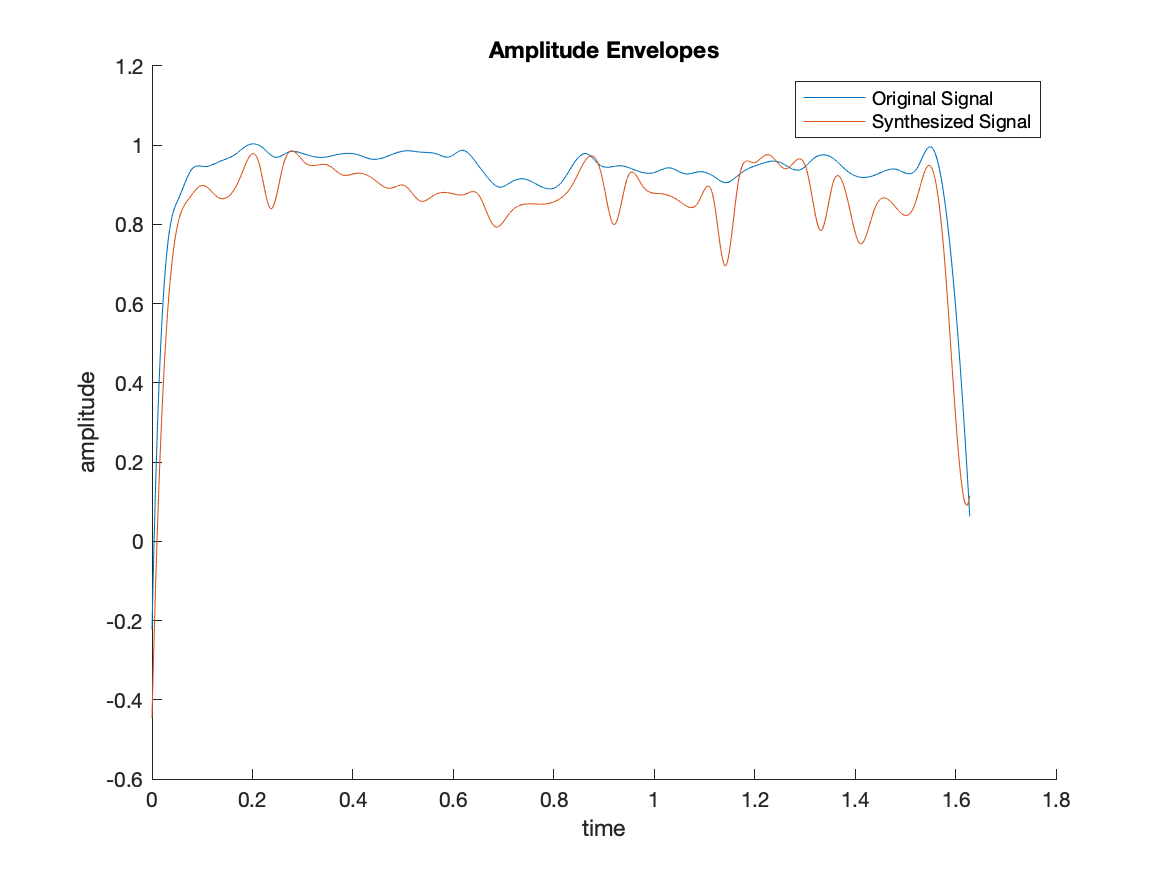 Amplitude Envelopes
Original Signal
Synthesized Signal
1.2
1
0.8
0.6
0.4
0.2
0
-0.2
-0.4
-0.6
amplitude
0 0.2 0.4 0.6 0.8 1 1.2 1.4 1.6 1.8
time